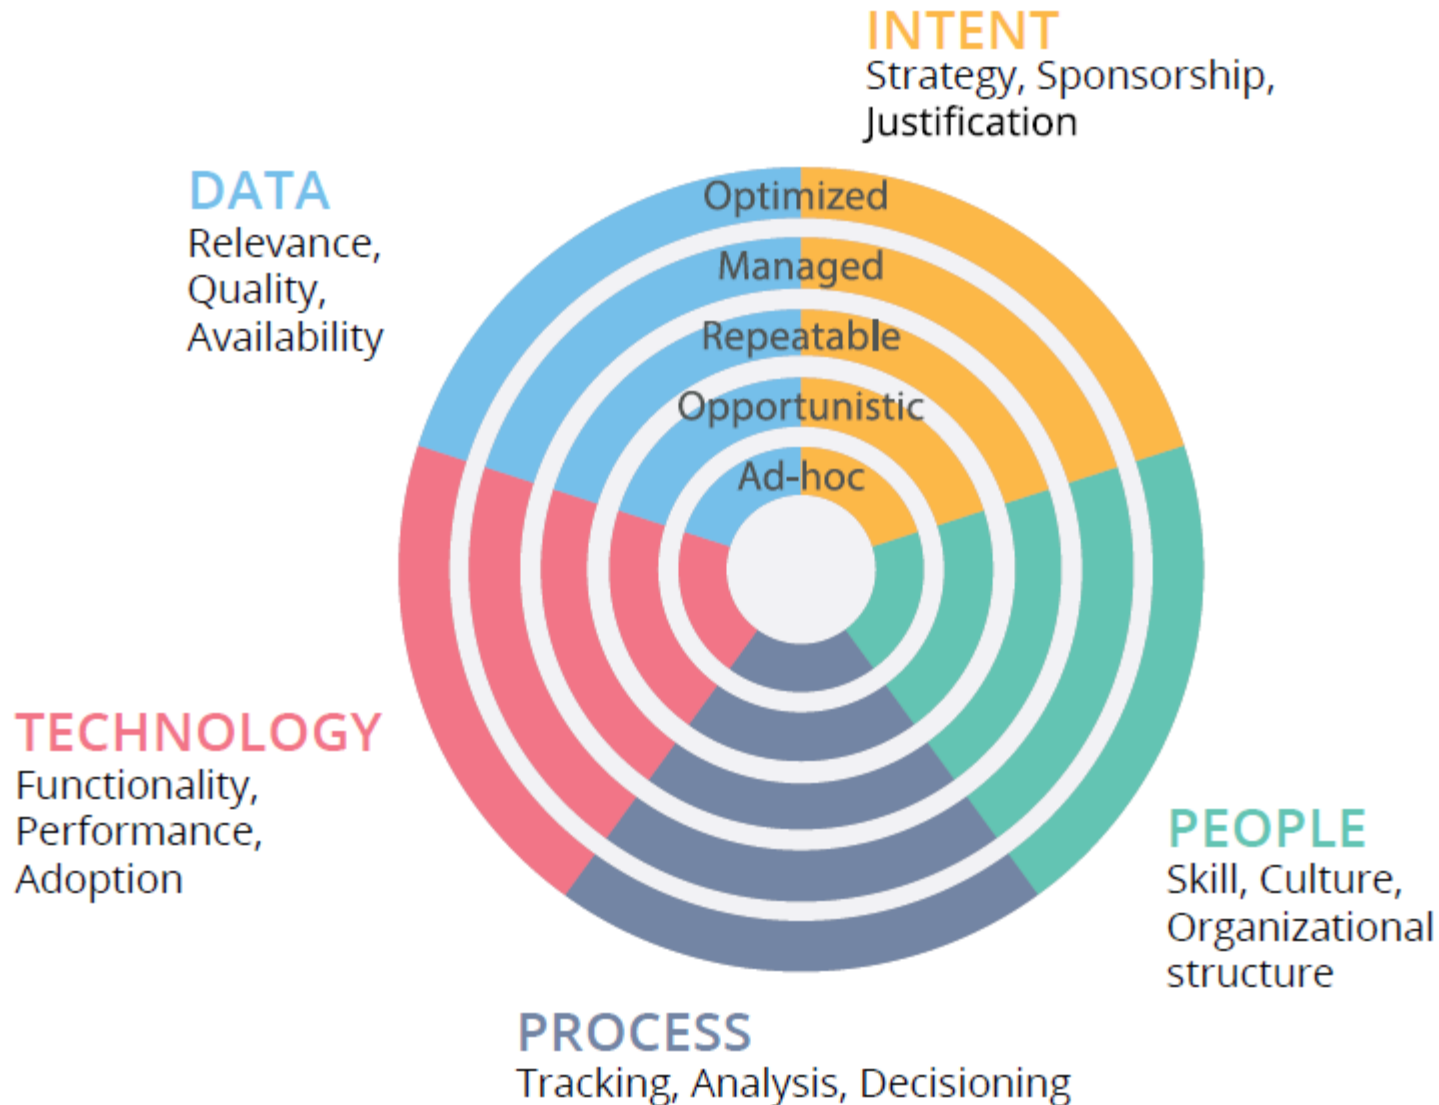 INTENT
Strategy, Sponsorship,
Justification
DATA
Relevance,
Quality,
Availability
Optimized
Managed
Repeatable
Opportunistic
Ad-hoc
TECHNOLOGY
Functionality,
Performance,
Adoption
PEOPLE
Skill, Culture,
Organizational
structure
PROCESS
Tracking, Analysis, Decisioning